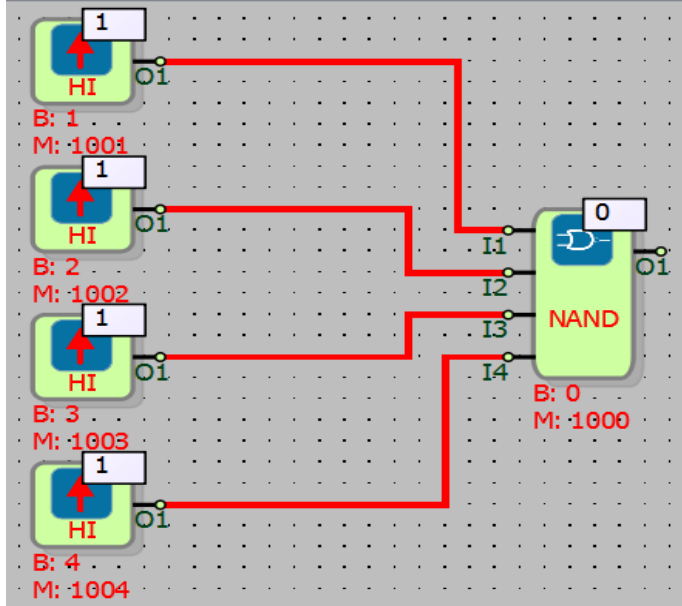 1
HI
O1
B: 1
M: 1001
1
HI
O1
B: 2
M: 1002
1
HI
O1
B: 3
M: 1003
1
HI
O1
B: 4
M: 1004
0
I1
I2
I3
I4
NAND
O1
B: 0
M: 1000